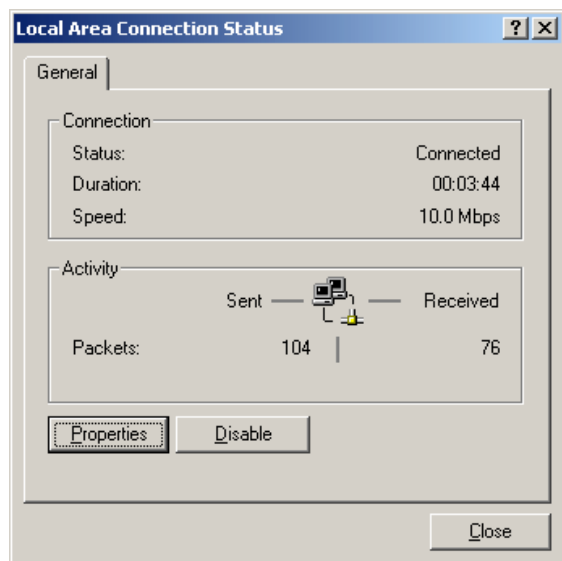 Local Area Connection Status
General
Connection
Status: Connected
Duration: 00:03:44
Speed: 10.0 Mbps
Activity
Sent Received
Packets: 104 76
Properties Disable
Close